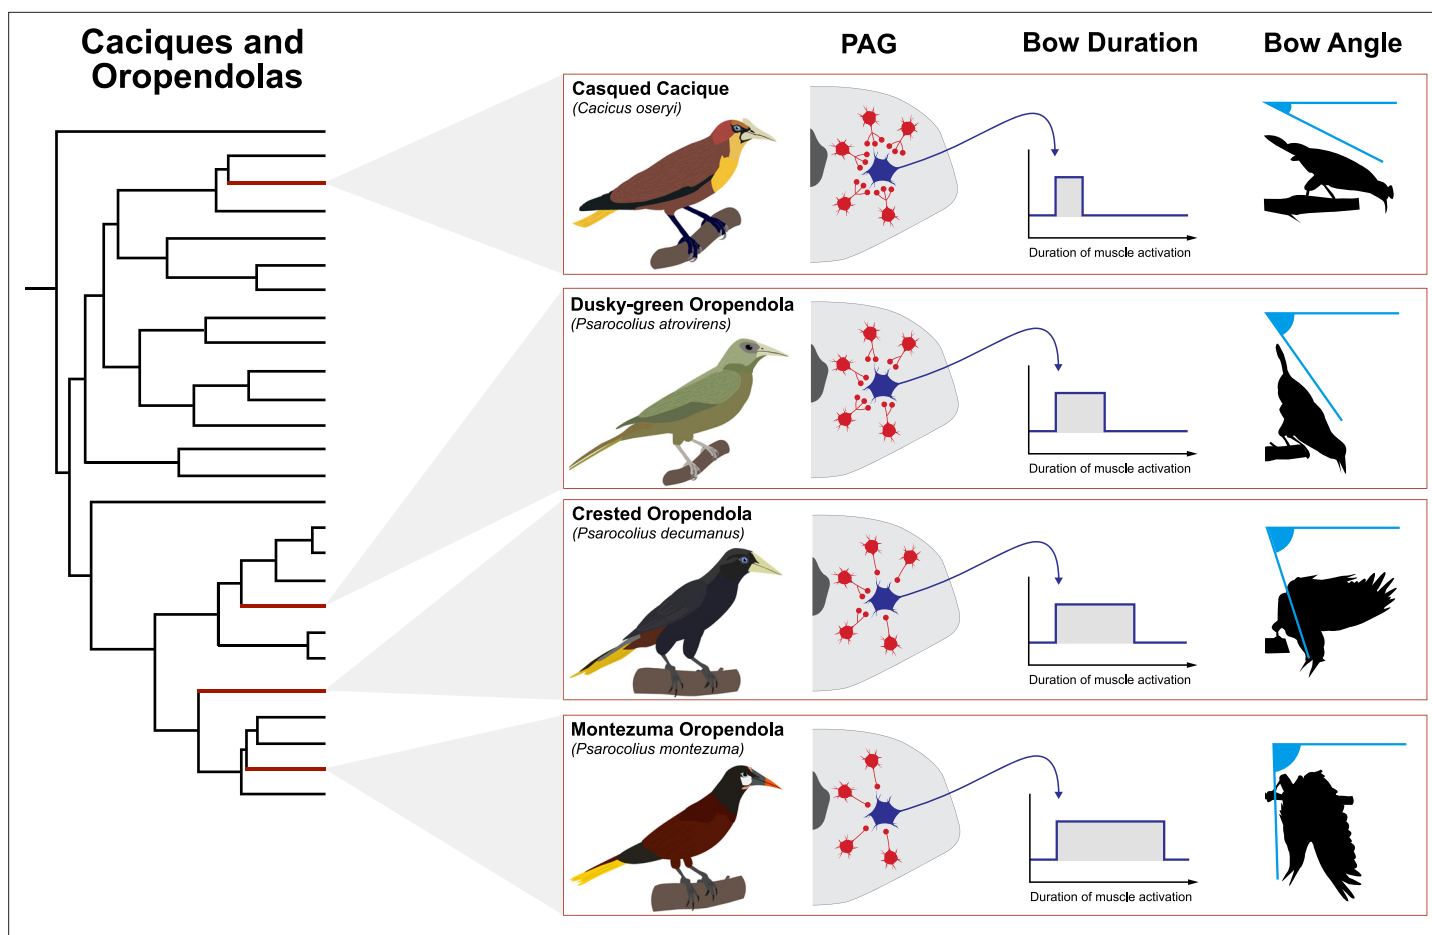 Caciques and
Oropendolas
PAG
Bow Duration
Bow Angle
Casqued Cacique
(Cacicus oseryi)
Duration of muscle activation
Dusky-green Oropendola
(Psarocolius atrovirens)
Duration of muscle activation
Crested Oropendola
(Psarocolius decumanus)
Duration of muscle activation
Montezuma Oropendola
(Psarocolius montezuma)
Duration of muscle activation